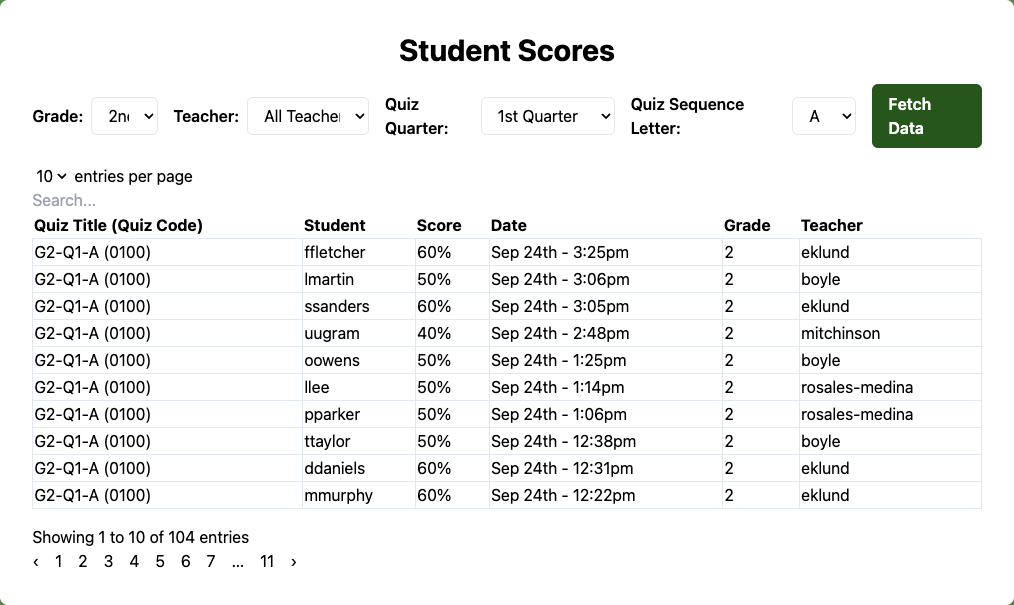 Student Scores
Grade: 2n Teacher: All Teacher Quiz Quarter: 1st Quarter Quiz Sequence Letter: A Fetch Data
10 entries per page
Search...
Quiz Title (Quiz Code) Student Score Date Grade Teacher
G2-Q1-A (0100) ffletcher 60% Sep 24th - 3:25pm 2 eklund
G2-Q1-A (0100) lmartin 50% Sep 24th - 3:06pm 2 boyle
G2-Q1-A (0100) ssanders 60% Sep 24th - 3:05pm 2 eklund
G2-Q1-A (0100) uugram 40% Sep 24th - 2:48pm 2 mitchinson
G2-Q1-A (0100) oowens 50% Sep 24th - 1:25pm 2 boyle
G2-Q1-A (0100) llee 50% Sep 24th - 1:14pm 2 rosales-medina
G2-Q1-A (0100) pparker 50% Sep 24th - 1:06pm 2 rosales-medina
G2-Q1-A (0100) ttaylor 50% Sep 24th - 12:38pm 2 boyle
G2-Q1-A (0100) ddaniels 60% Sep 24th - 12:31pm 2 eklund
G2-Q1-A (0100) mmurphy 60% Sep 24th - 12:22pm 2 eklund
Showing 1 to 10 of 104 entries
‹ 1 2 3 4 5 6 7 ... 11 ›